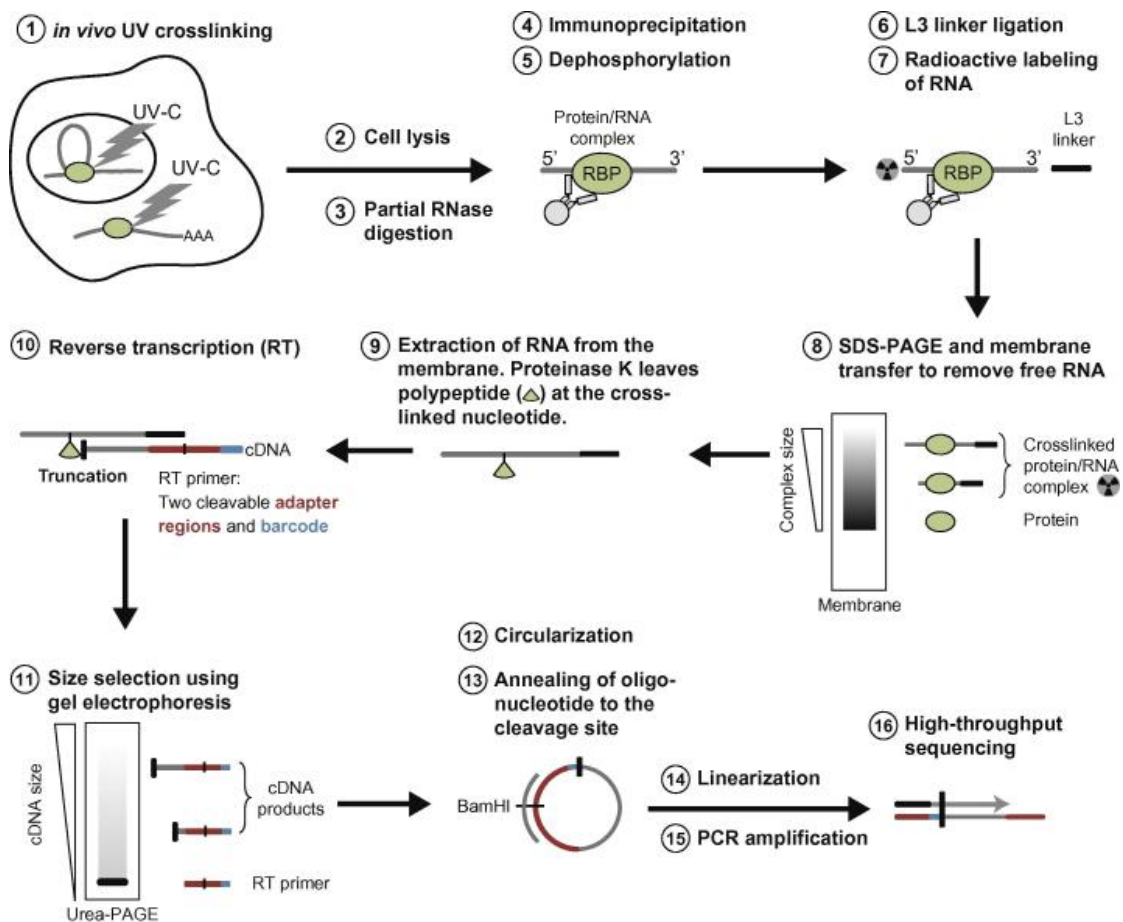 1 in vivo UV crosslinking
UV-C
UV-C
AAA
2 Cell lysis
3 Partial RNase
digestion
4 Immunoprecipitation
5 Dephosphorylation
Protein/RNA
complex
5’
3’
RBP
6 L3 linker ligation
7 Radioactive labeling
of RNA
L3
linker
5’
3’
RBP
8 SDS-PAGE and membrane
transfer to remove free RNA
Complex size
Crosslinked
protein/RNA
complex
Protein
Membrane
9 Extraction of RNA from the
membrane. Proteinase K leaves
polypeptide ( ) at the cross-
linked nucleotide.
10 Reverse transcription (RT)
cDNA
Truncation
RT primer:
Two cleavable adapter
regions and barcode
11 Size selection using
gel electrophoresis
cDNA size
cDNA
products
RT primer
Urea-PAGE
12 Circularization
13 Annealing of oligo-
nucleotide to the
cleavage site
BamHI
14 Linearization
15 PCR amplification
16 High-throughput
sequencing